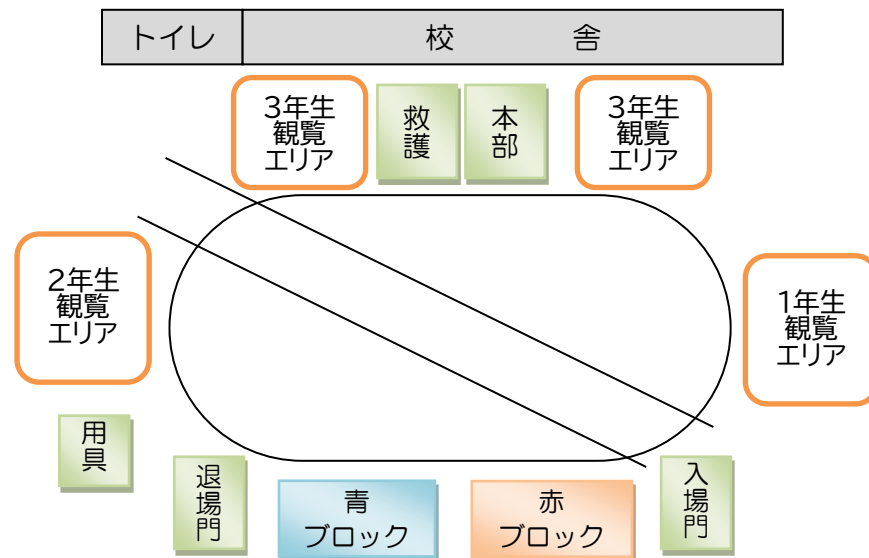 トイレ
校舎
3年生
観覧
エリア
救護
本部
3年生
観覧
エリア
2年生
観覧
エリア
1年生
観覧
エリア
用具
退場門
青
ブロック
赤
ブロック
入場門